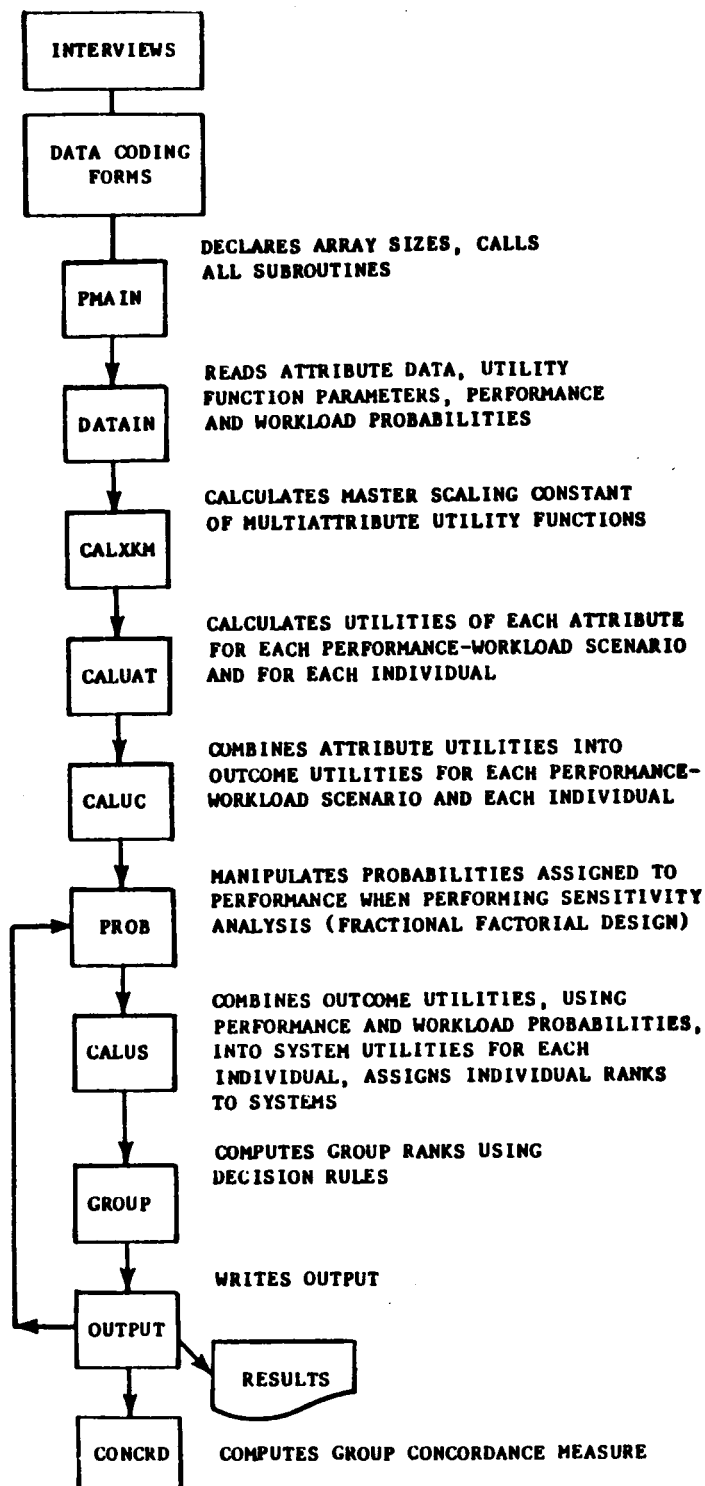 INTERVIEWS
DATA CODING
FORMS
DECLARES ARRAY SIZES, CALLS
ALL SUBROUTINES
PMAIN
READS ATTRIBUTE DATA, UTILITY
FUNCTION PARAMETERS, PERFORMANCE
AND WORKLOAD PROBABILITIES
DATAIN
CALCULATES MASTER SCALING CONSTANT
OF MULTIATTRIBUTE UTILITY FUNCTIONS
CALXKM
CALCULATES UTILITIES OF EACH ATTRIBUTE
FOR EACH PERFORMANCE-WORKLOAD SCENARIO
AND FOR EACH INDIVIDUAL
CALUAT
COMBINES ATTRIBUTE UTILITIES INTO
OUTCOME UTILITIES FOR EACH PERFORMANCE-
WORKLOAD SCENARIO AND EACH INDIVIDUAL
CALUC
MANIPULATES PROBABILITIES ASSIGNED TO
PERFORMANCE WHEN PERFORMING SENSITIVITY
ANALYSIS (FRACTIONAL FACTORIAL DESIGN)
PROB
COMBINES OUTCOME UTILITIES, USING
PERFORMANCE AND WORKLOAD PROBABILITIES,
INTO SYSTEM UTILITIES FOR EACH
INDIVIDUAL, ASSIGNS INDIVIDUAL RANKS
TO SYSTEMS
CALUS
COMPUTES GROUP RANKS USING
DECISION RULES
GROUP
WRITES OUTPUT
OUTPUT
RESULTS
CONCRD
COMPUTES GROUP CONCORDANCE MEASURE